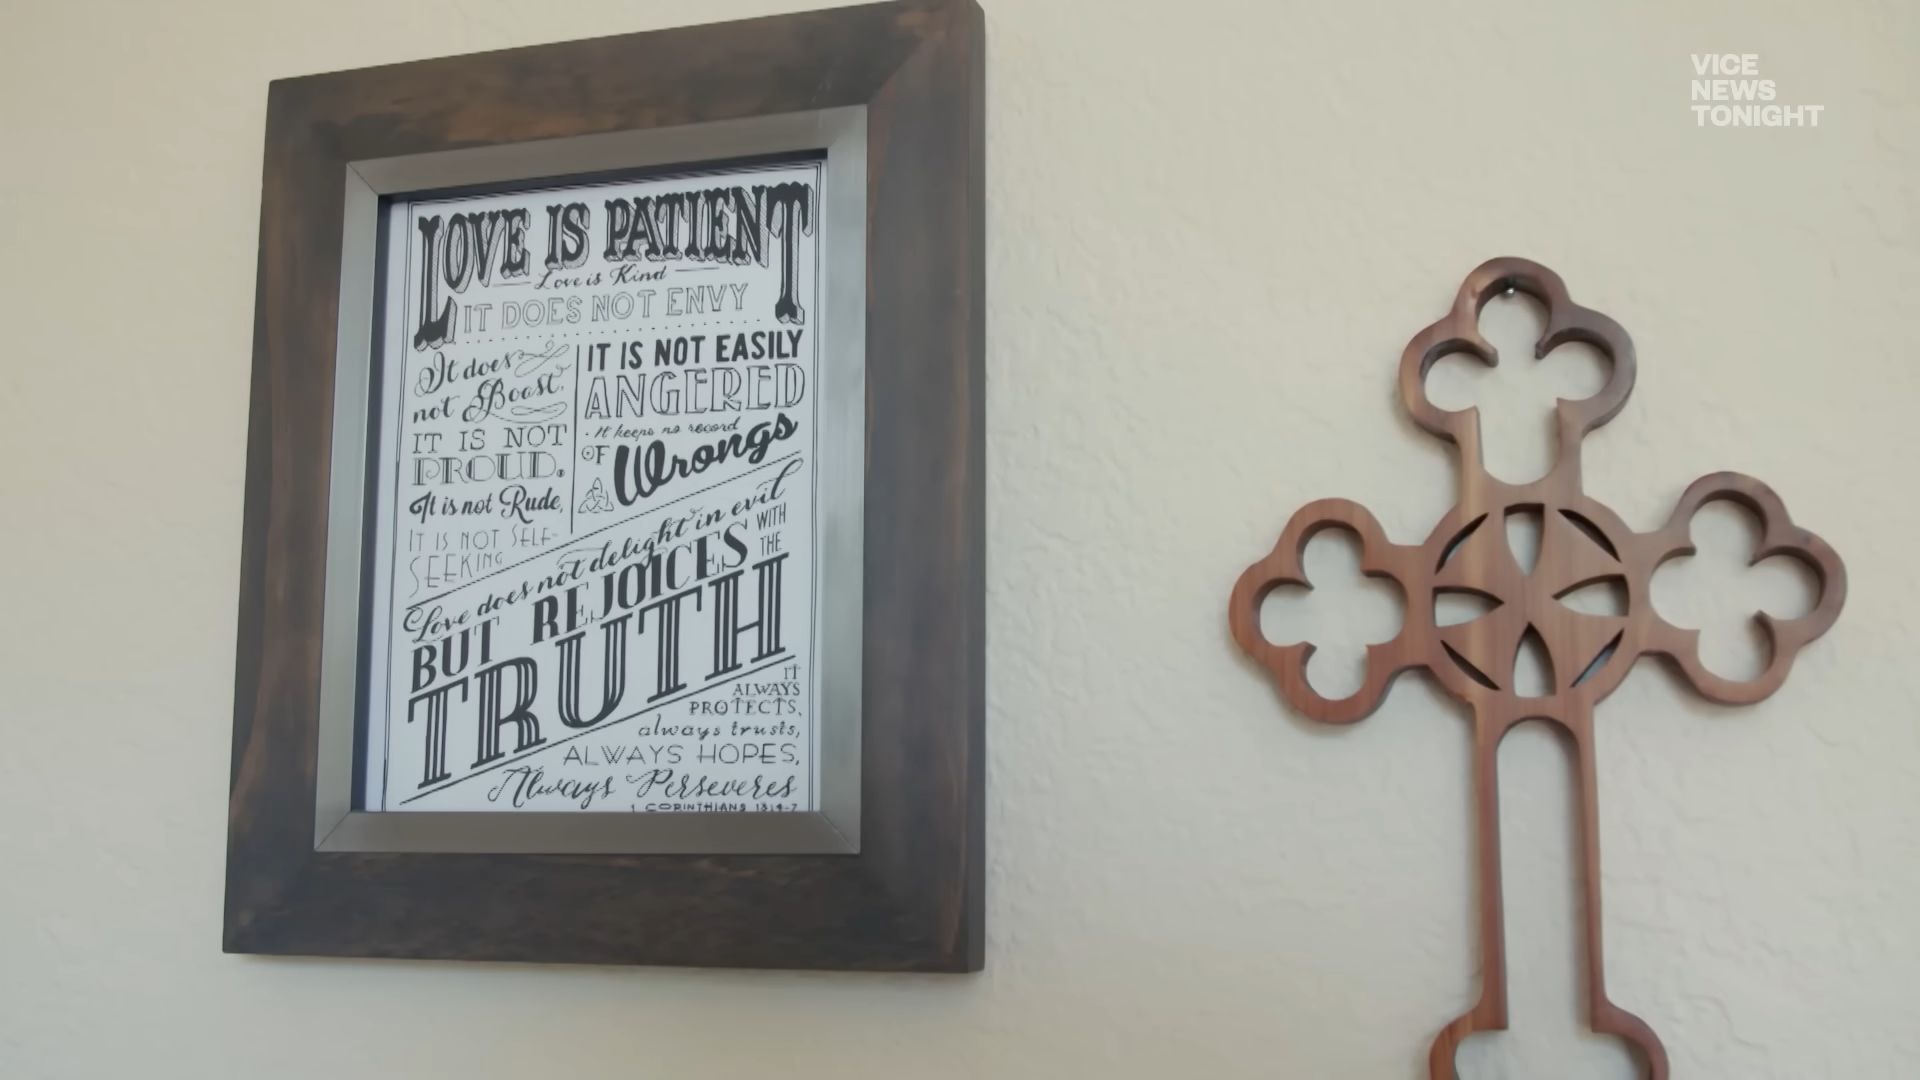 LOVE IS PATIENT
Love is Kind
IT DOES NOT ENVY
It does
not Boast,
IT IS NOT
PROUD.
It is not Rude,
IT IS NOT SELF-
SEEKING
IT IS NOT EASILY
ANGERED
· It keeps no record
OF Wrongs
Love does not delight in evil
BUT REJOICES WITH
THE
TRUTH
IT
ALWAYS
PROTECTS,
always trusts,
ALWAYS HOPES,
Always Perseveres
1 CORINTHIANS 13:4-7
VICE
NEWS
TONIGHT